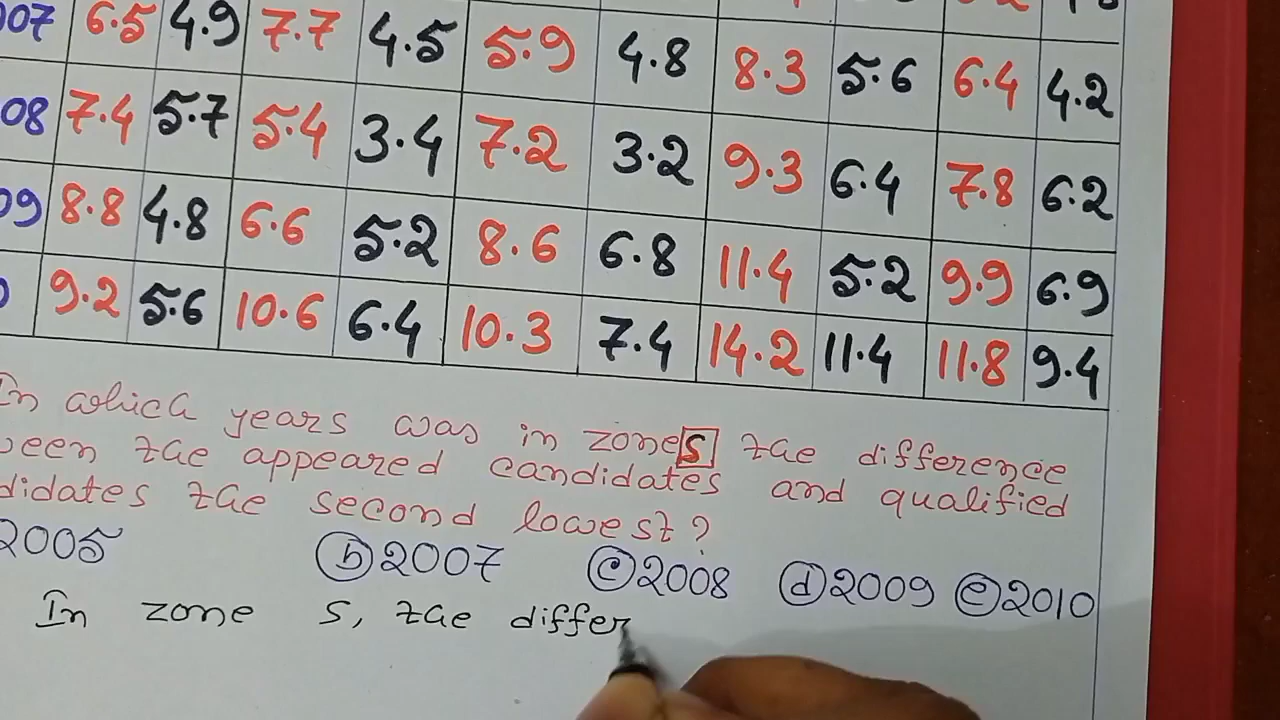 007 6.5 4.9 7.7 4.5 5.9 4.8 8.3 5.6 6.4 4.2
08 7.4 5.7 5.4 3.4 7.2 3.2 9.3 6.4 7.8 6.2
09 8.8 4.8 6.6 5.2 8.6 6.8 11.4 5.2 9.9 6.9
0 9.2 5.6 10.6 6.4 10.3 7.4 14.2 11.4 11.8 9.4
In which years was in zone S the difference
ween the appeared candidates and qualified
didates the second lowest?
2005 (b) 2007 (c) 2008 (d) 2009 (e) 2010
In zone S, the differ